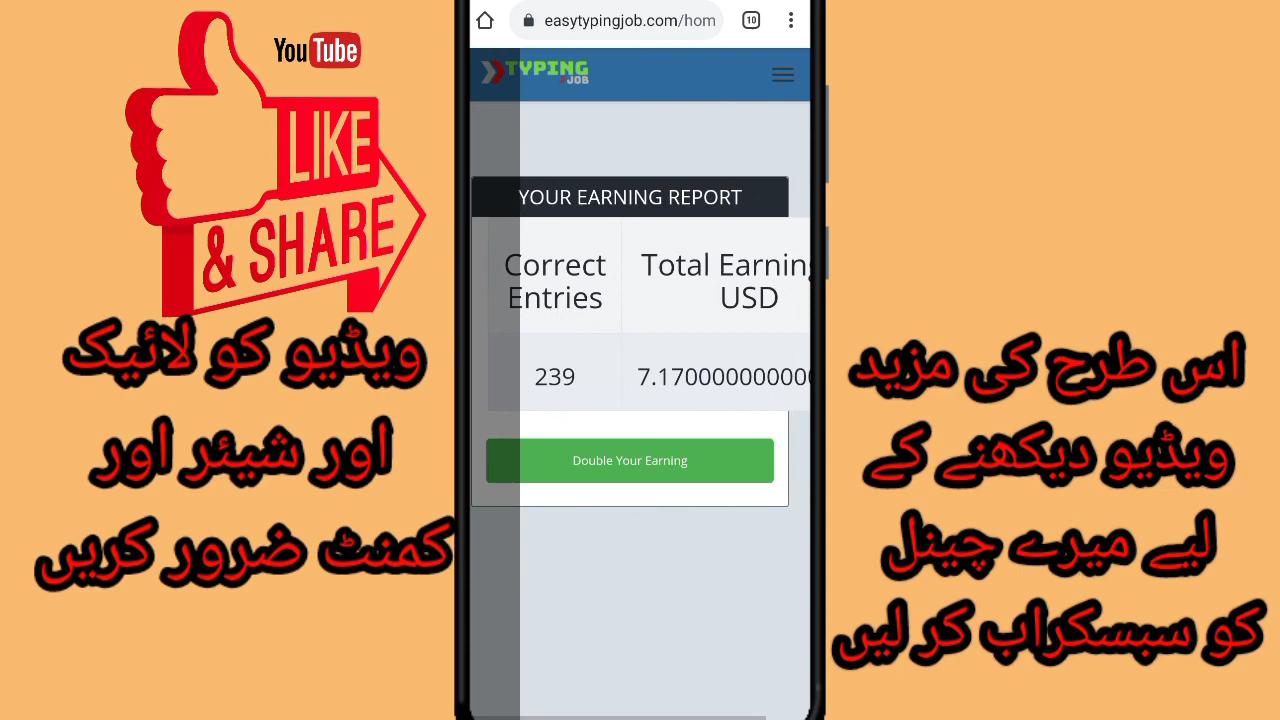 YouTube
LIKE
& SHARE
ویڈیو کو لائیک
اور شیئر اور
کمنٹ ضرور کریں
easytypingjob.com/hom
10
TYPING
JOB
YOUR EARNING REPORT
Correct Entries
Total Earning USD
239
7.170000000000
Double Your Earning
اس طرح کی مزید
ویڈیو دیکھنے کے
لیے میرے چینل
کو سبسکراب کر لیں